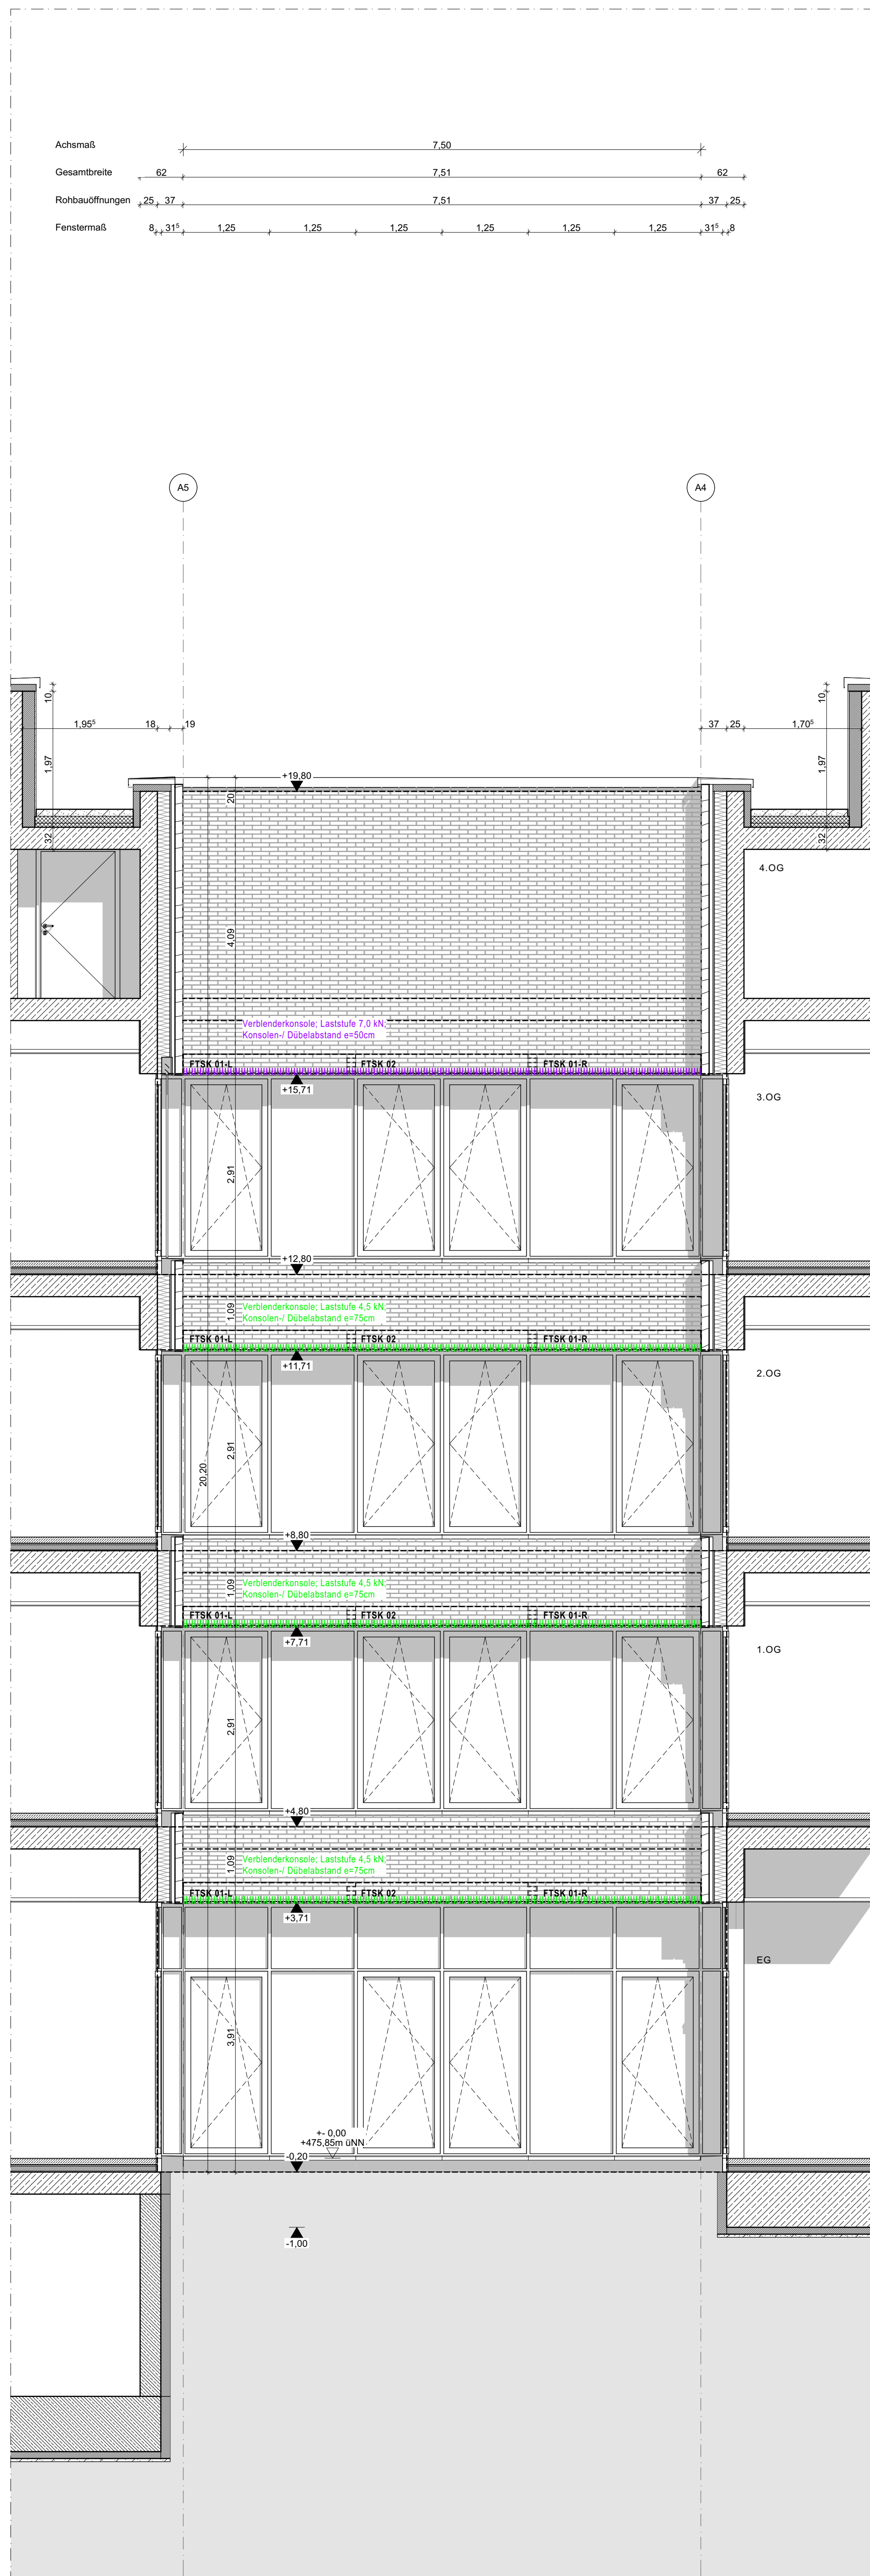 Achsmaß 7,50
Gesamtbreite 62 7,51 62
Rohbauöffnungen 25 37 7,51 37 25
Fenstermaß 8 31⁵ 1,25 1,25 1,25 1,25 1,25 1,25 31⁵ 8
A5 A4
10 10
1,95⁵ 18 19 37 25 1,70⁵
1,97 1,97
+19,80
20
32 32
4.OG
4,09
Verblenderkonsole; Laststufe 7,0 kN;
Konsolen-/ Dübelabstand e=50cm
FTSK 01-L FTSK 02 FTSK 01-R
+15,71
3.OG
2,91
+12,80
1,09
Verblenderkonsole; Laststufe 4,5 kN;
Konsolen-/ Dübelabstand e=75cm
FTSK 01-L FTSK 02 FTSK 01-R
+11,71
2.OG
2,91
20,20
+8,80
1,09
Verblenderkonsole; Laststufe 4,5 kN;
Konsolen-/ Dübelabstand e=75cm
FTSK 01-L FTSK 02 FTSK 01-R
+7,71
1.OG
2,91
+4,80
1,09
Verblenderkonsole; Laststufe 4,5 kN;
Konsolen-/ Dübelabstand e=75cm
FTSK 01-L FTSK 02 FTSK 01-R
+3,71
EG
3,91
+- 0,00
+475,85m üNN
-0,20
-1,00